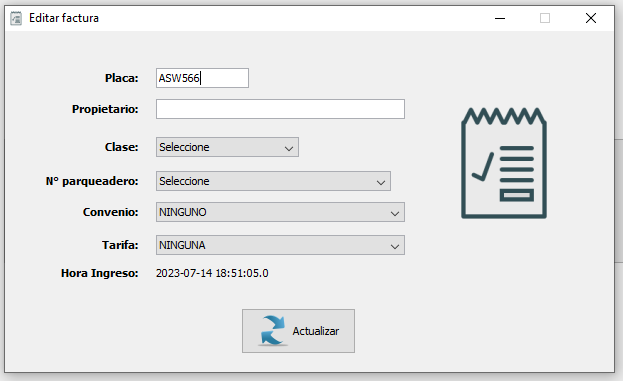 Editar factura
Placa: ASW566
Propietario:
Clase: Seleccione
N° parqueadero: Seleccione
Convenio: NINGUNO
Tarifa: NINGUNA
Hora Ingreso: 2023-07-14 18:51:05.0
Actualizar